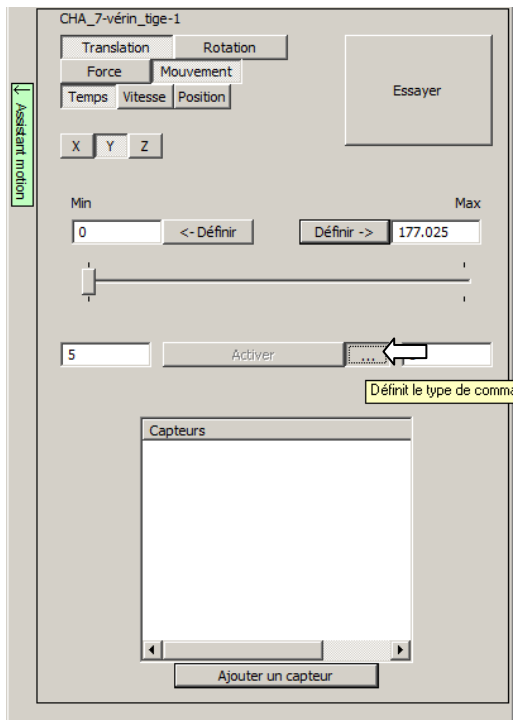 CHA_7-vérin_tige-1
Translation Rotation
Force Mouvement
Essayer
Temps Vitesse Position
Assistant motion
X Y Z
Min Max
0 <- Définir Définir -> 177.025
5 Activer ...
Définit le type de comma
Capteurs
Ajouter un capteur